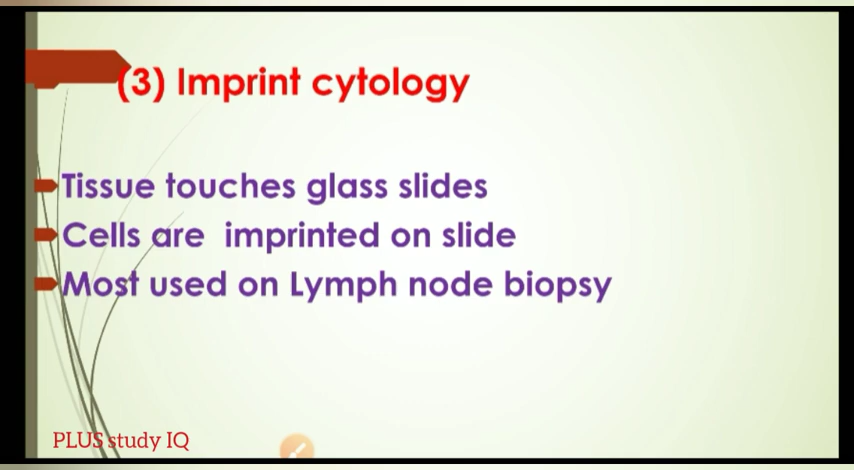 (3) Imprint cytology
Tissue touches glass slides
Cells are imprinted on slide
Most used on Lymph node biopsy
PLUS study IQ